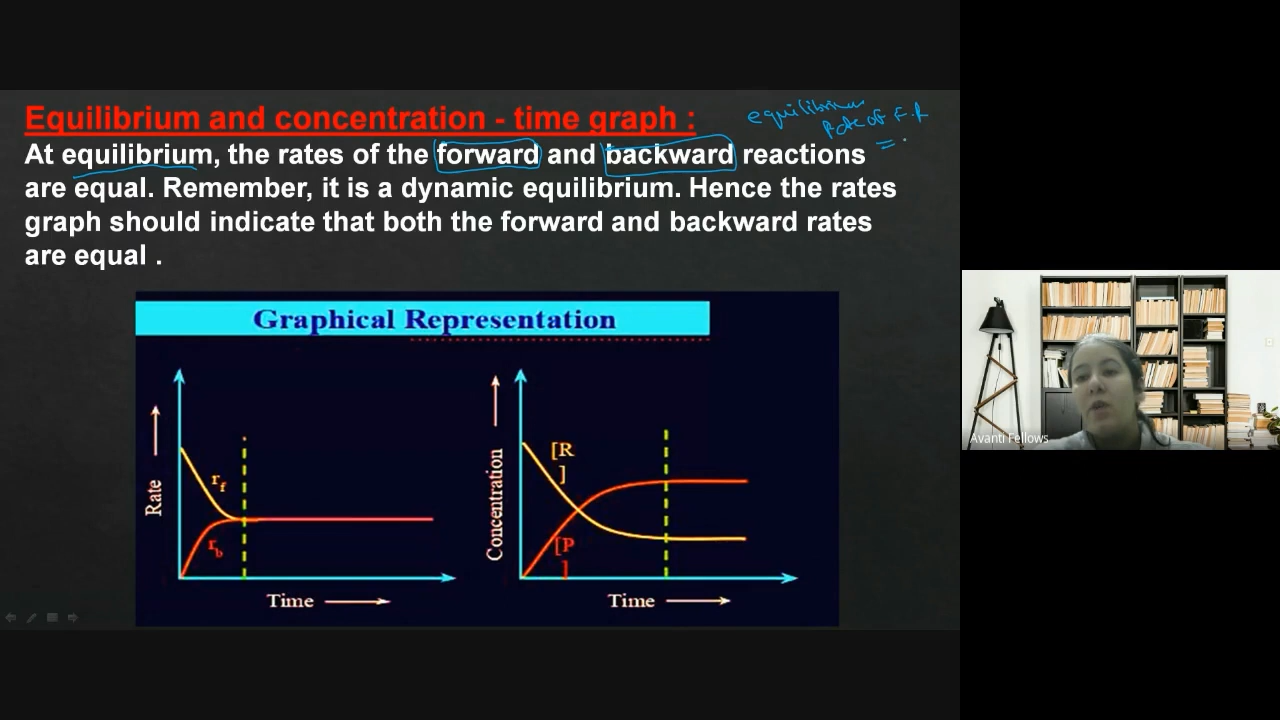 Equilibrium and concentration - time graph :
equilibrium
Rate of F.R
=
At equilibrium, the rates of the forward and backward reactions
are equal. Remember, it is a dynamic equilibrium. Hence the rates
graph should indicate that both the forward and backward rates
are equal .
Graphical Representation
Rate
r_f
r_b
Time
Concentration
[R
]
[P
]
Time
Avanti Fellows